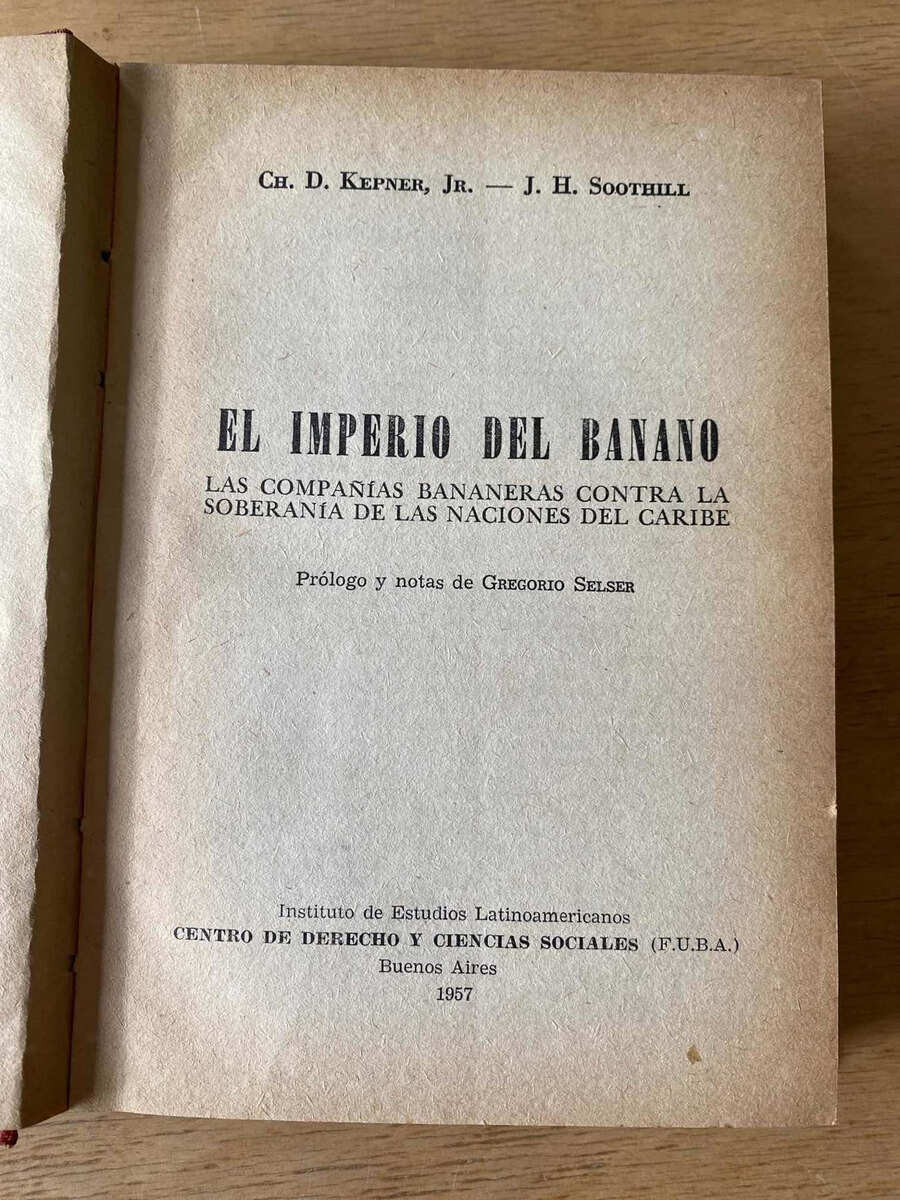 Ch. D. Kepner, Jr. — J. H. Soothill
EL IMPERIO DEL BANANO
LAS COMPAÑÍAS BANANERAS CONTRA LA
SOBERANÍA DE LAS NACIONES DEL CARIBE
Prólogo y notas de Gregorio Selser
Instituto de Estudios Latinoamericanos
CENTRO DE DERECHO Y CIENCIAS SOCIALES (F.U.B.A.)
Buenos Aires
1957